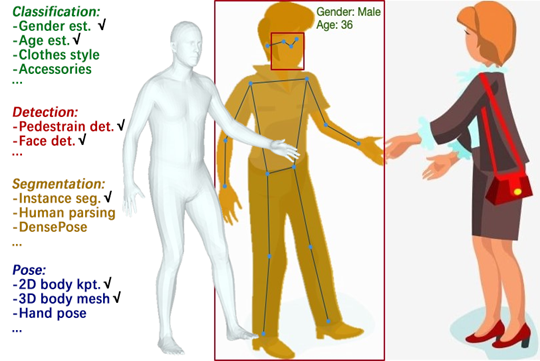 Classification:
-Gender est. √
-Age est. √
-Clothes style
-Accessories
...
Gender: Male
Age: 36
Detection:
-Pedestrain det. √
-Face det. √
...
Segmentation:
-Instance seg. √
-Human parsing
-DensePose
...
Pose:
-2D body kpt. √
-3D body mesh √
-Hand pose
...